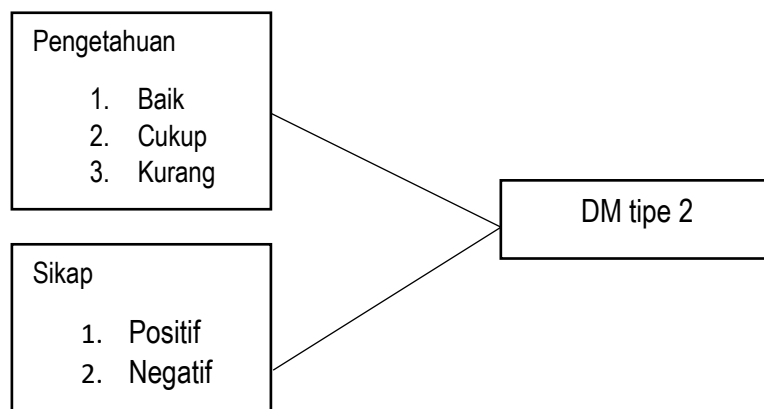 Pengetahuan
1. Baik
2. Cukup
3. Kurang
DM tipe 2
Sikap
1. Positif
2. Negatif